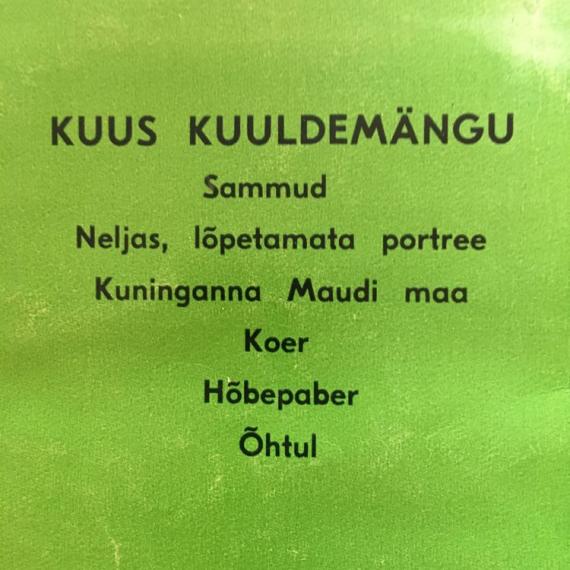 KUUS KUULDEMÄNGU
Sammud
Neljas, lõpetamata portree
Kuninganna Maudi maa
Koer
Hõbepaber
Õhtul